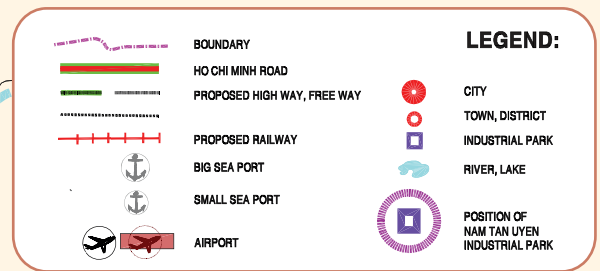 LEGEND:
BOUNDARY
HO CHI MINH ROAD
PROPOSED HIGH WAY, FREE WAY
PROPOSED RAILWAY
BIG SEA PORT
SMALL SEA PORT
AIRPORT
CITY
TOWN, DISTRICT
INDUSTRIAL PARK
RIVER, LAKE
POSITION OF
NAM TAN UYEN
INDUSTRIAL PARK